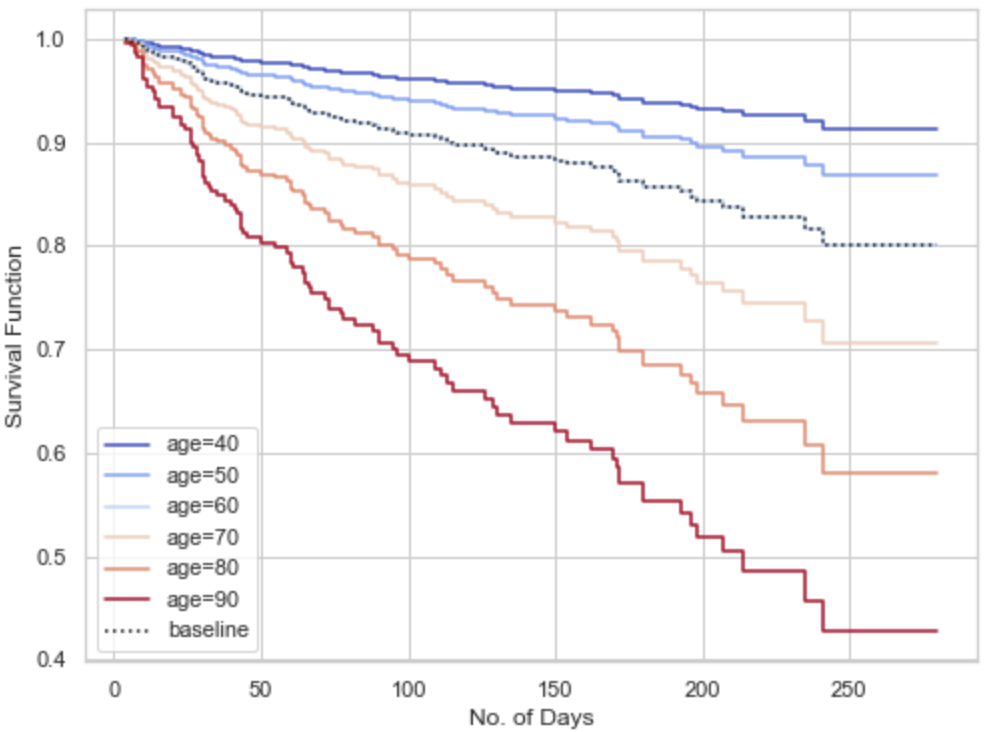 1.0
0.9
0.8
0.7
0.6
0.5
0.4
Survival Function
age=40
age=50
age=60
age=70
age=80
age=90
baseline
0 50 100 150 200 250
No. of Days